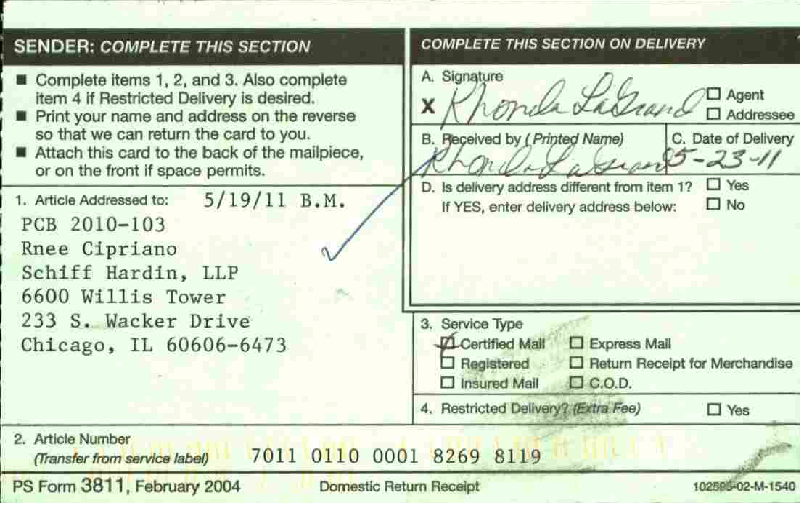 SENDER: COMPLETE THIS SECTION
■ Complete items 1, 2, and 3. Also complete
item 4 if Restricted Delivery is desired.
■ Print your name and address on the reverse
so that we can return the card to you.
■ Attach this card to the back of the mailpiece,
or on the front if space permits.
1. Article Addressed to: 5/19/11 B.M.
PCB 2010-103
Rnee Cipriano
Schiff Hardin, LLP
6600 Willis Tower
233 S. Wacker Drive
Chicago, IL 60606-6473
COMPLETE THIS SECTION ON DELIVERY
A. Signature
X Rhonda LaGrand
☐ Agent
☐ Addressee
B. Received by (Printed Name)
Rhonda LaGrand
C. Date of Delivery
5-23-11
D. Is delivery address different from item 1? ☐ Yes
If YES, enter delivery address below: ☐ No
3. Service Type
☑ Certified Mail ☐ Express Mail
☐ Registered ☐ Return Receipt for Merchandise
☐ Insured Mail ☐ C.O.D.
4. Restricted Delivery? (Extra Fee) ☐ Yes
2. Article Number
(Transfer from service label) 7011 0110 0001 8269 8119
PS Form 3811, February 2004 Domestic Return Receipt 102595-02-M-1540